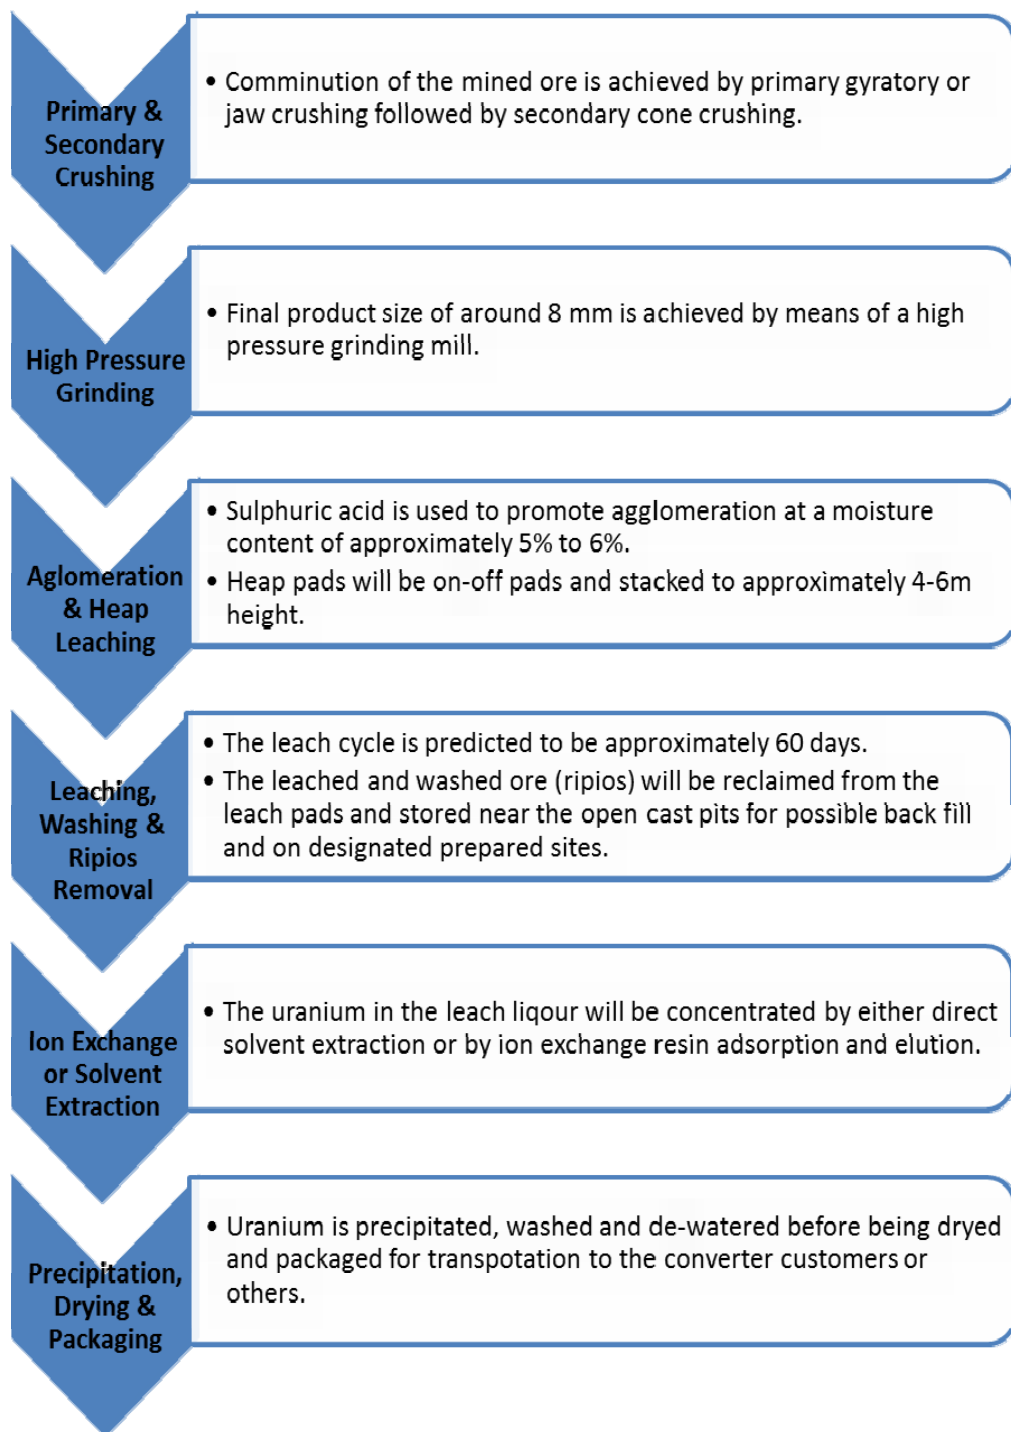 Primary &
Secondary
Crushing
• Comminution of the mined ore is achieved by primary gyratory or
jaw crushing followed by secondary cone crushing.
High Pressure
Grinding
• Final product size of around 8 mm is achieved by means of a high
pressure grinding mill.
Aglomeration
& Heap
Leaching
• Sulphuric acid is used to promote agglomeration at a moisture
content of approximately 5% to 6%.
• Heap pads will be on-off pads and stacked to approximately 4-6m
height.
Leaching,
Washing &
Ripios
Removal
• The leach cycle is predicted to be approximately 60 days.
• The leached and washed ore (ripios) will be reclaimed from the
leach pads and stored near the open cast pits for possible back fill
and on designated prepared sites.
Ion Exchange
or Solvent
Extraction
• The uranium in the leach liqour will be concentrated by either direct
solvent extraction or by ion exchange resin adsorption and elution.
Precipitation,
Drying &
Packaging
• Uranium is precipitated, washed and de-watered before being dryed
and packaged for transpotation to the converter customers or
others.